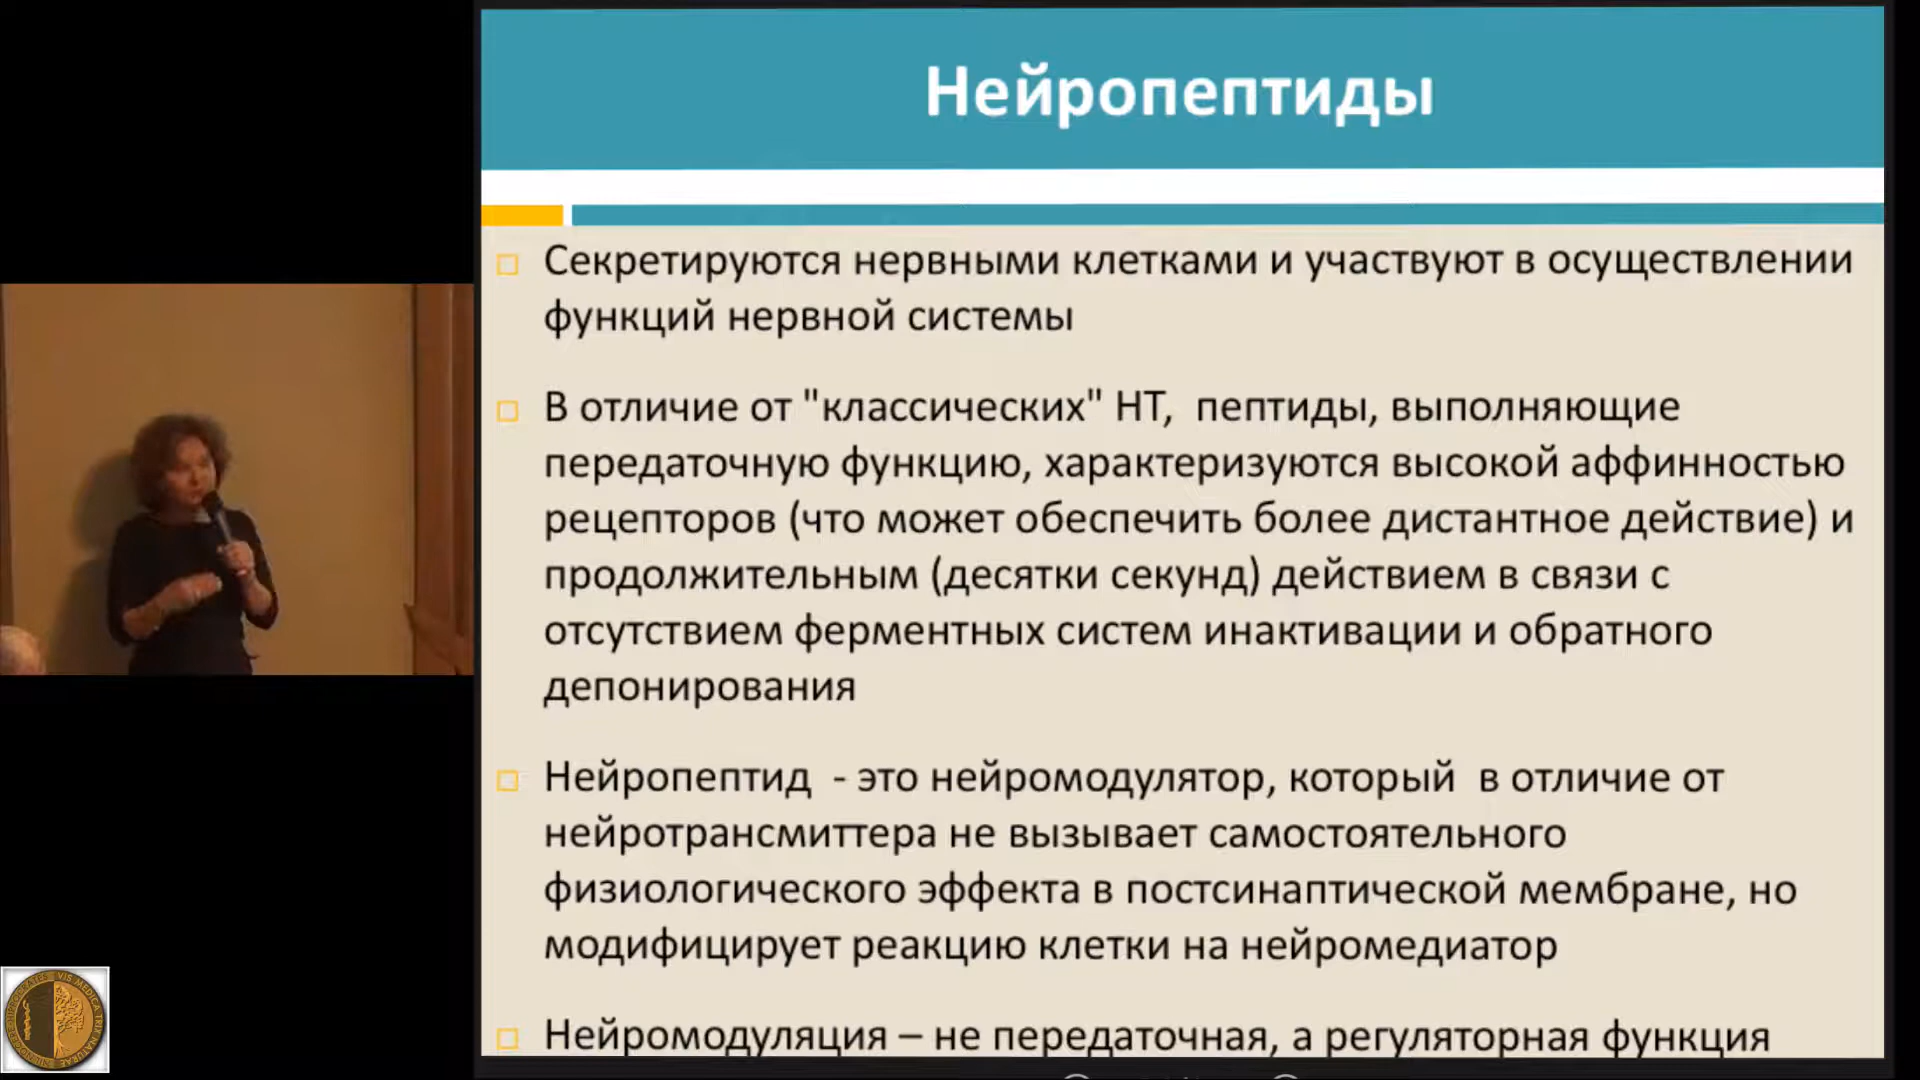 Нейропептиды
Секретируются нервными клетками и участвуют в осуществлении
функций нервной системы
В отличие от "классических" НТ, пептиды, выполняющие
передаточную функцию, характеризуются высокой аффинностью
рецепторов (что может обеспечить более дистантное действие) и
продолжительным (десятки секунд) действием в связи с
отсутствием ферментных систем инактивации и обратного
депонирования
Нейропептид - это нейромодулятор, который в отличие от
нейротрансмиттера не вызывает самостоятельного
физиологического эффекта в постсинаптической мембране, но
модифицирует реакцию клетки на нейромедиатор
Нейромодуляция – не передаточная, а регуляторная функция